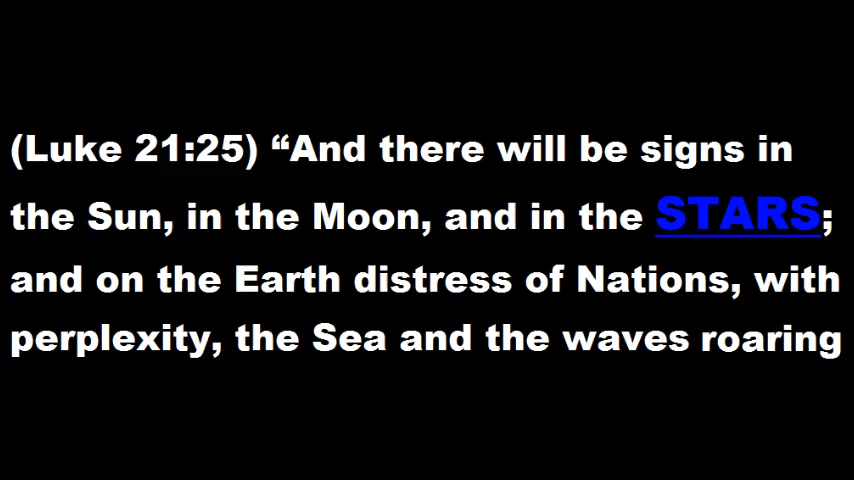 (Luke 21:25) “And there will be signs in
the Sun, in the Moon, and in the STARS;
and on the Earth distress of Nations, with
perplexity, the Sea and the waves roaring